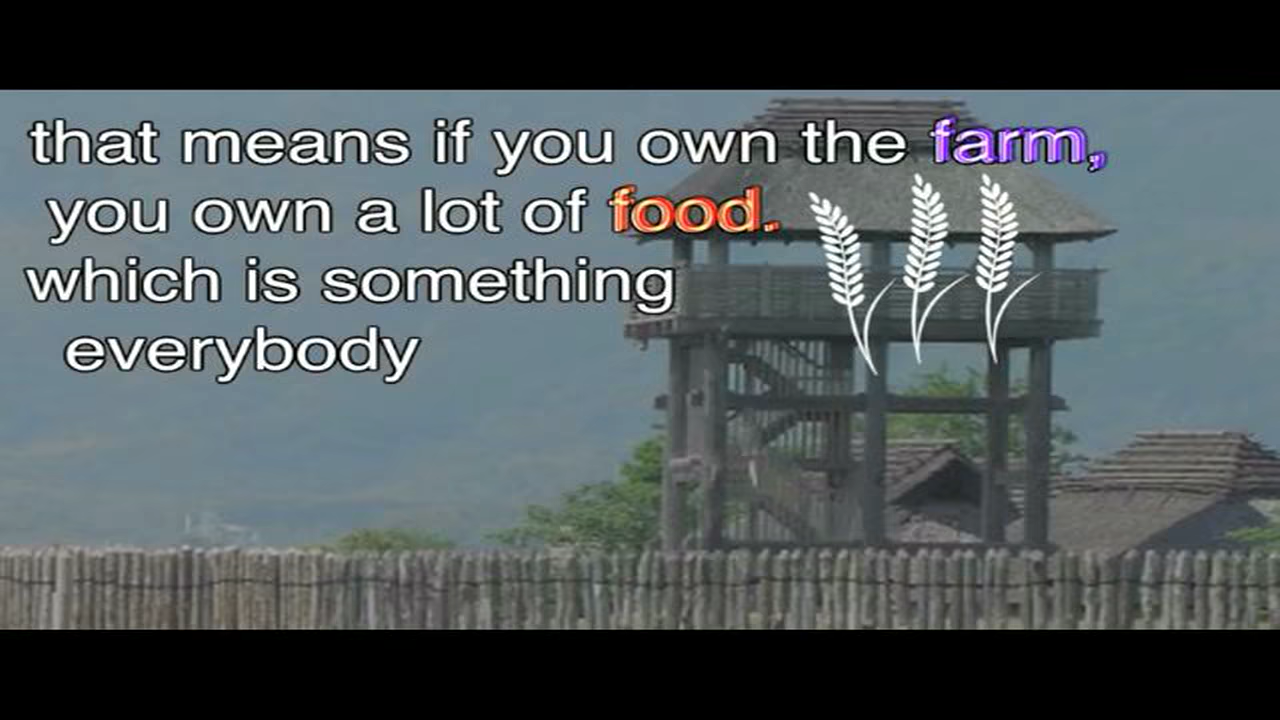 that means if you own the farm,
you own a lot of food.
which is something
everybody